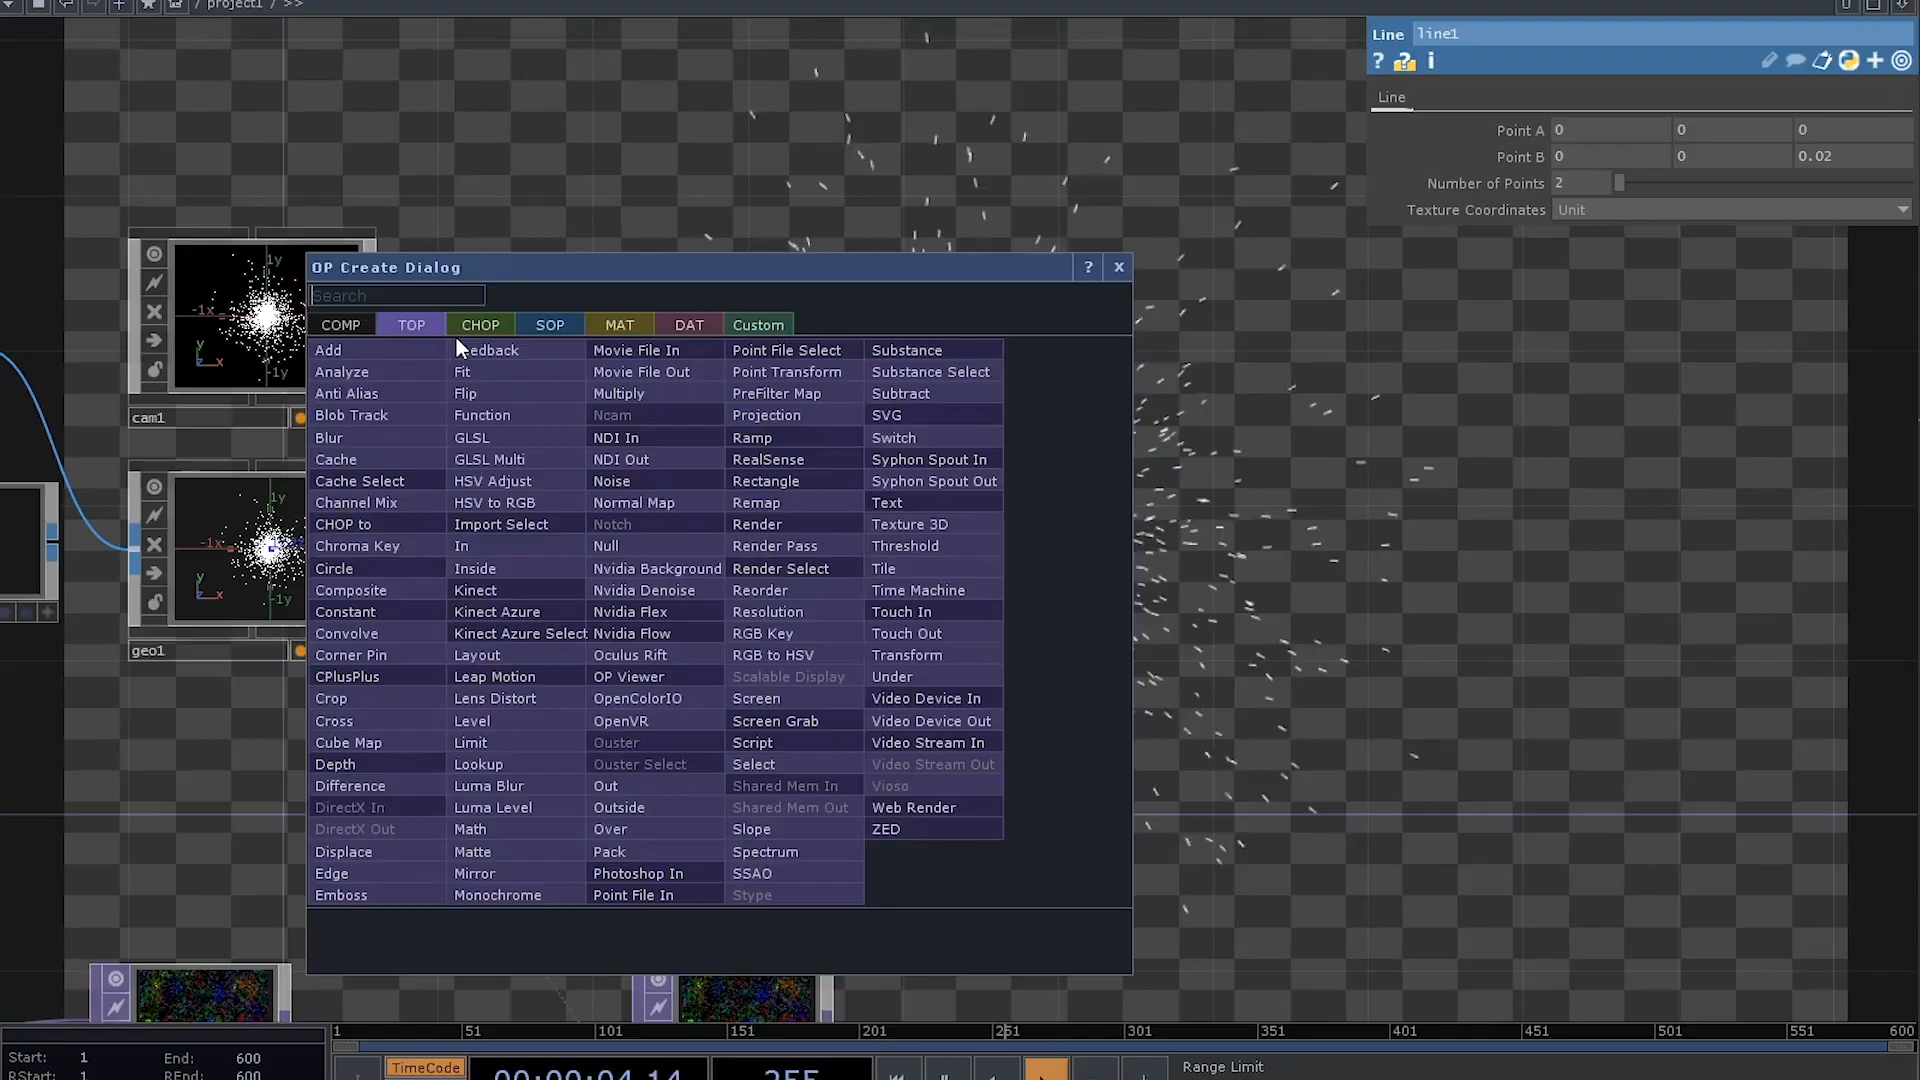 / project1 / >>
Line line1
? ? i
Line
Point A 0 0 0
Point B 0 0 0.02
Number of Points 2
Texture Coordinates Unit
1y
-1x
y
x
-1y
cam1
1y
-1x
y
x
-1y
geo1
OP Create Dialog ? x
Search
COMP TOP CHOP SOP MAT DAT Custom
Add edback Movie File In Point File Select Substance
Analyze Fit Movie File Out Point Transform Substance Select
Anti Alias Flip Multiply PreFilter Map Subtract
Blob Track Function Ncam Projection SVG
Blur GLSL NDI In Ramp Switch
Cache GLSL Multi NDI Out RealSense Syphon Spout In
Cache Select HSV Adjust Noise Rectangle Syphon Spout Out
Channel Mix HSV to RGB Normal Map Remap Text
CHOP to Import Select Notch Render Texture 3D
Chroma Key In Null Render Pass Threshold
Circle Inside Nvidia Background Render Select Tile
Composite Kinect Nvidia Denoise Reorder Time Machine
Constant Kinect Azure Nvidia Flex Resolution Touch In
Convolve Kinect Azure Select Nvidia Flow RGB Key Touch Out
Corner Pin Layout Oculus Rift RGB to HSV Transform
CPlusPlus Leap Motion OP Viewer Scalable Display Under
Crop Lens Distort OpenColorIO Screen Video Device In
Cross Level OpenVR Screen Grab Video Device Out
Cube Map Limit Ouster Script Video Stream In
Depth Lookup Ouster Select Select Video Stream Out
Difference Luma Blur Out Shared Mem In Vioso
DirectX In Luma Level Outside Shared Mem Out Web Render
DirectX Out Math Over Slope ZED
Displace Matte Pack Spectrum
Edge Mirror Photoshop In SSAO
Emboss Monochrome Point File In Stype
1 51 101 151 201 251 301 351 401 451 501 551 600
Start: 1 End: 600
RStart: 1 REnd: 600
TimeCode 00:00:04.14 255 Range Limit